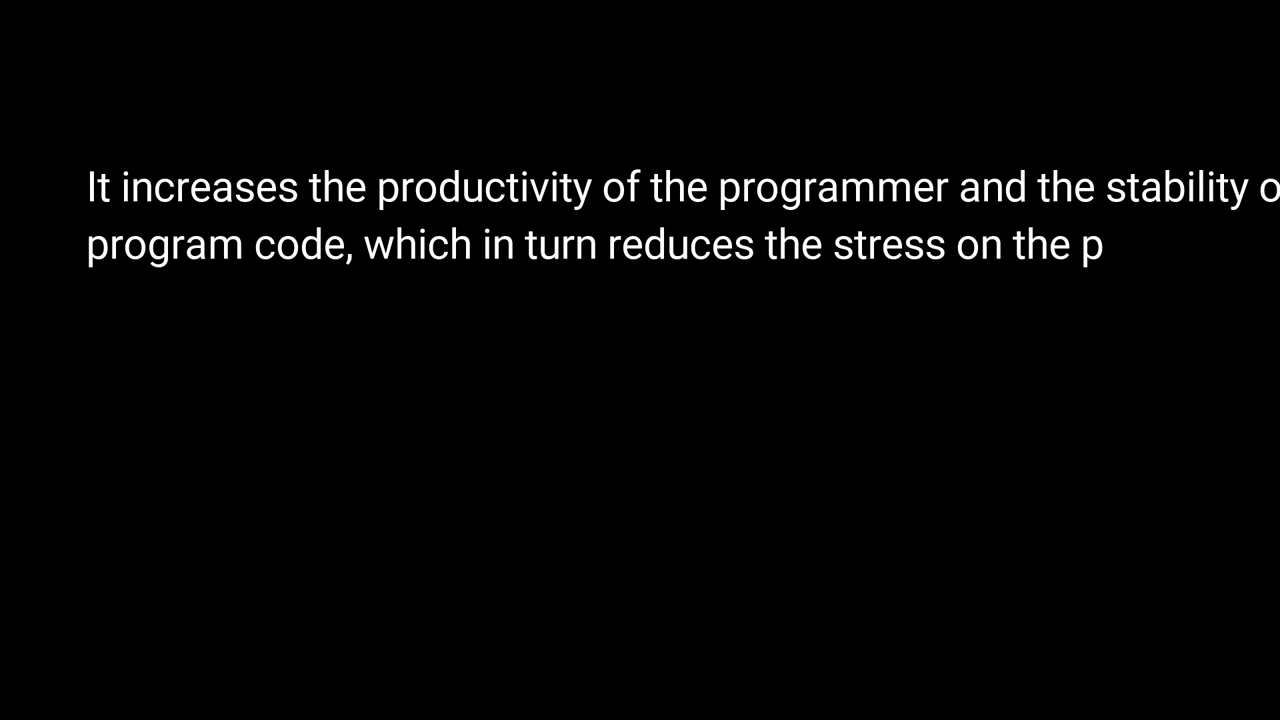 It increases the productivity of the programmer and the stability o
program code, which in turn reduces the stress on the p